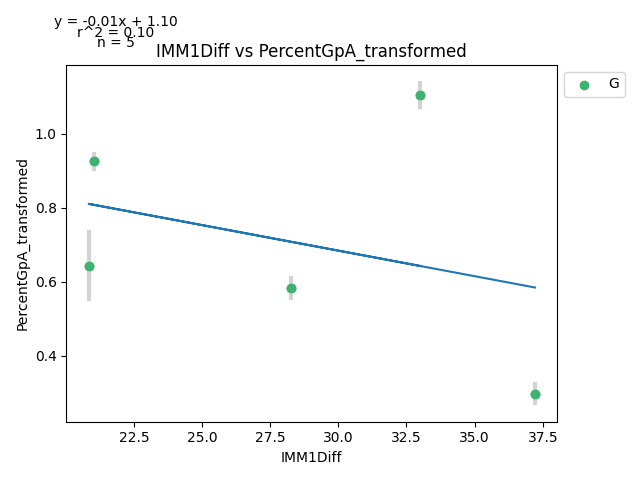 y = -0.01x + 1.10
r^2 = 0.10
n = 5
IMM1Diff vs PercentGpA_transformed
G
1.0
0.8
0.6
0.4
PercentGpA_transformed
22.5 25.0 27.5 30.0 32.5 35.0 37.5
IMM1Diff